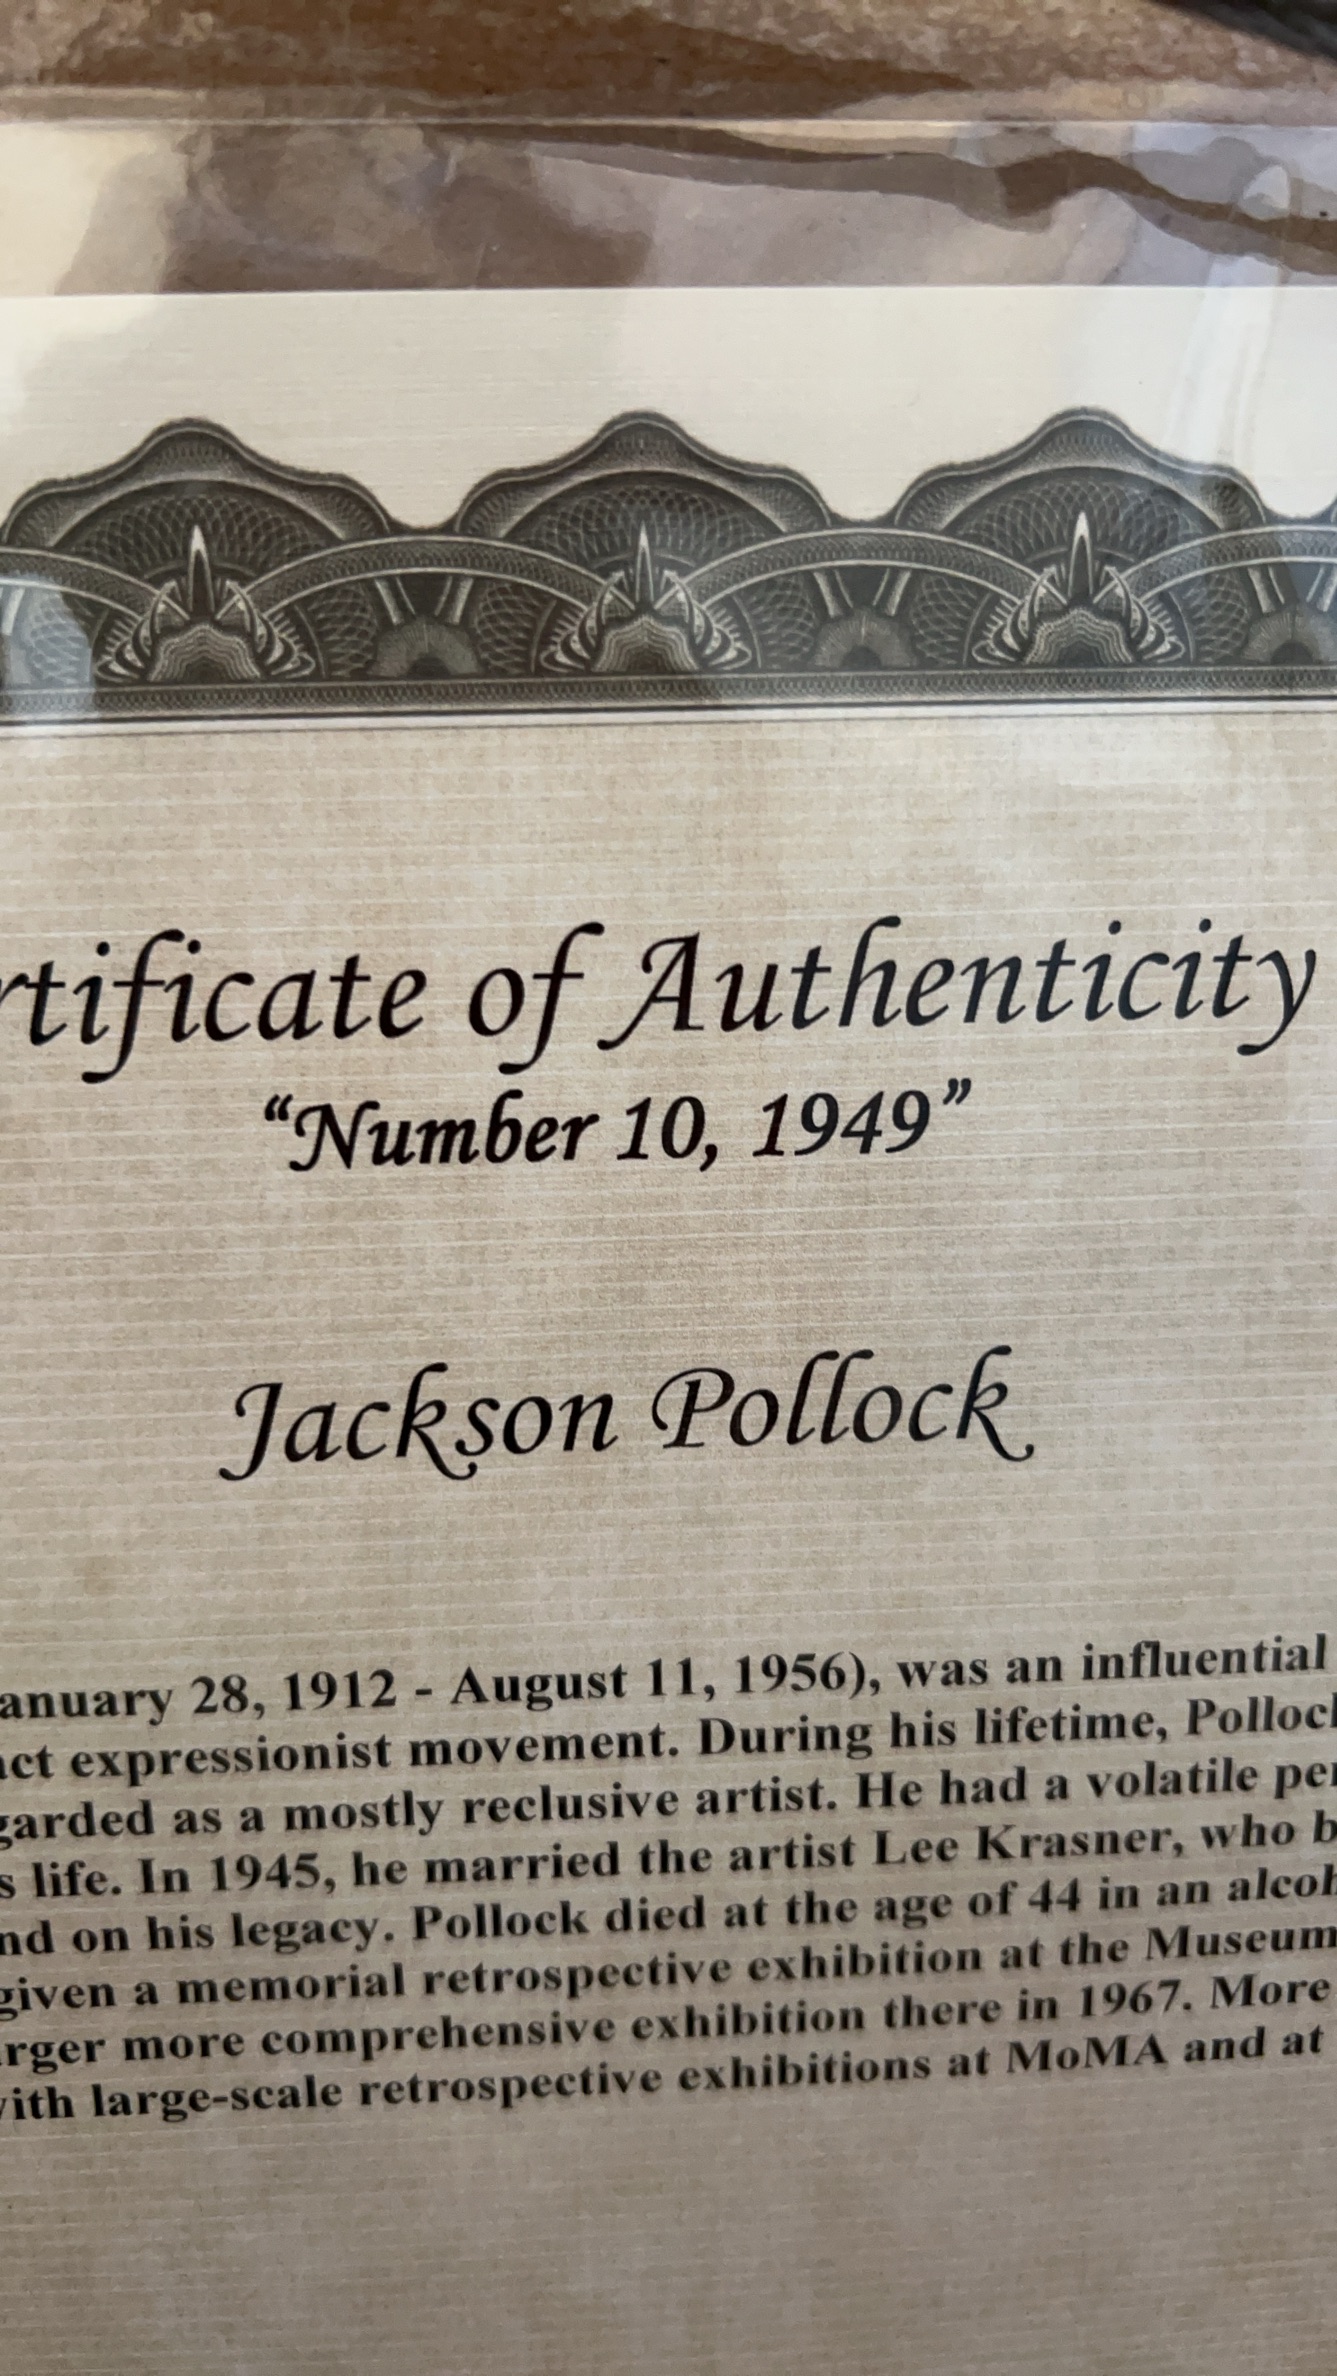 rtificate of Authenticity
“Number 10, 1949”
Jackson Pollock
anuary 28, 1912 - August 11, 1956), was an influential
ct expressionist movement. During his lifetime, Pollock
garded as a mostly reclusive artist. He had a volatile per
s life. In 1945, he married the artist Lee Krasner, who b
nd on his legacy. Pollock died at the age of 44 in an alcoh
given a memorial retrospective exhibition at the Museum
rger more comprehensive exhibition there in 1967. More
with large-scale retrospective exhibitions at MoMA and at